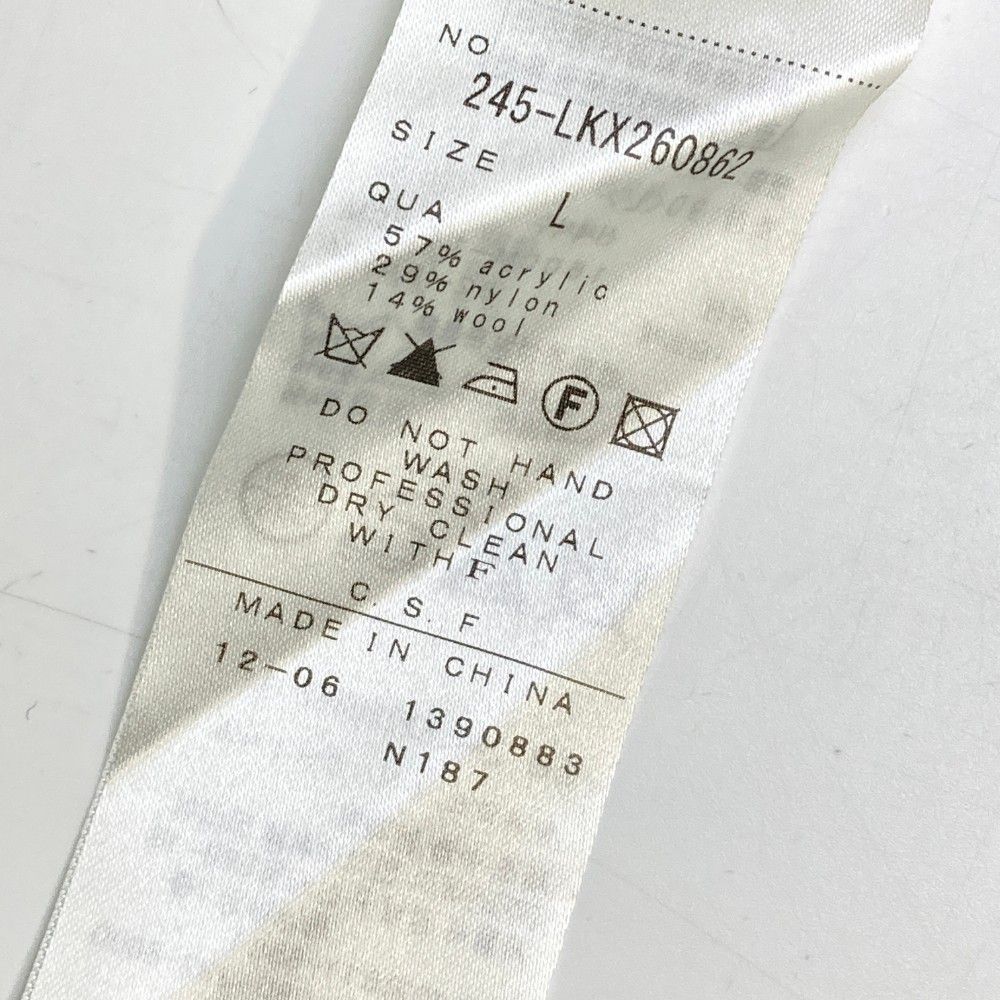 NO
245-LKX260862
SIZE
L
QUA
57% acrylic
29% nylon
14% wool
F
DO NOT HAND
WASH
PROFESSIONAL
DRY CLEAN
WITH F
C.S.F
MADE IN CHINA
12-06 1390883
N187